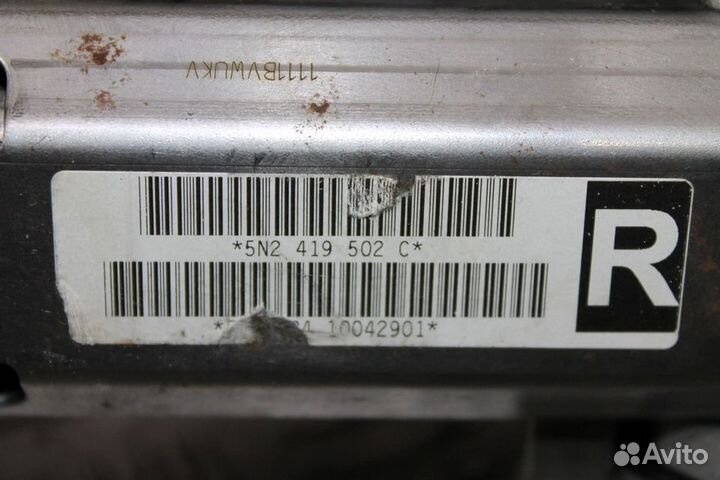 1111BVWUKV
*5N2 419 502 C*
R
10042901*
Avito